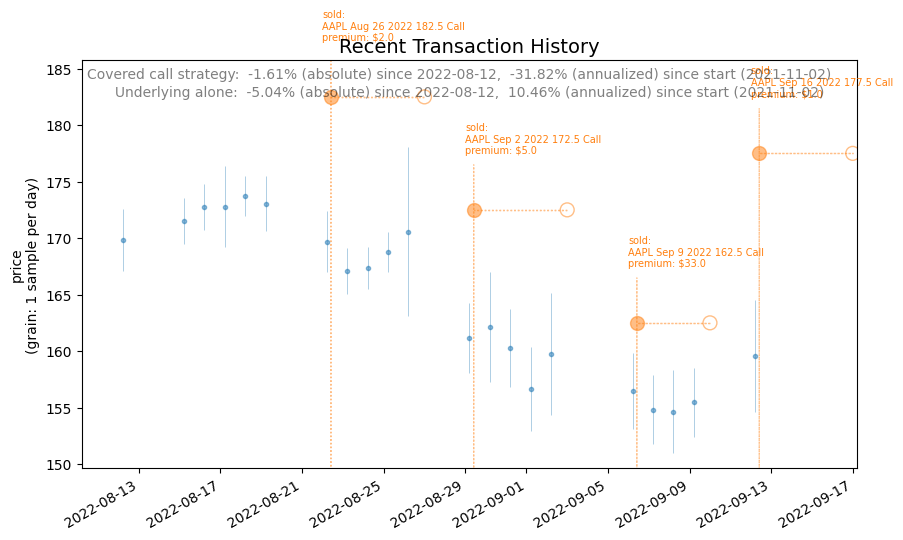 sold:
AAPL Aug 26 2022 182.5 Call
premium: $2.0
Recent Transaction History
Covered call strategy:  -1.61% (absolute) since 2022-08-12,  -31.82% (annualized) since start (2021-11-02)
Underlying alone:  -5.04% (absolute) since 2022-08-12,  10.46% (annualized) since start (2021-11-02)
sold:
AAPL Sep 16 2022 177.5 Call
premium: $1.0
sold:
AAPL Sep 2 2022 172.5 Call
premium: $5.0
sold:
AAPL Sep 9 2022 162.5 Call
premium: $33.0
price
(grain: 1 sample per day)
185
180
175
170
165
160
155
150
2022-08-13
2022-08-17
2022-08-21
2022-08-25
2022-08-29
2022-09-01
2022-09-05
2022-09-09
2022-09-13
2022-09-17